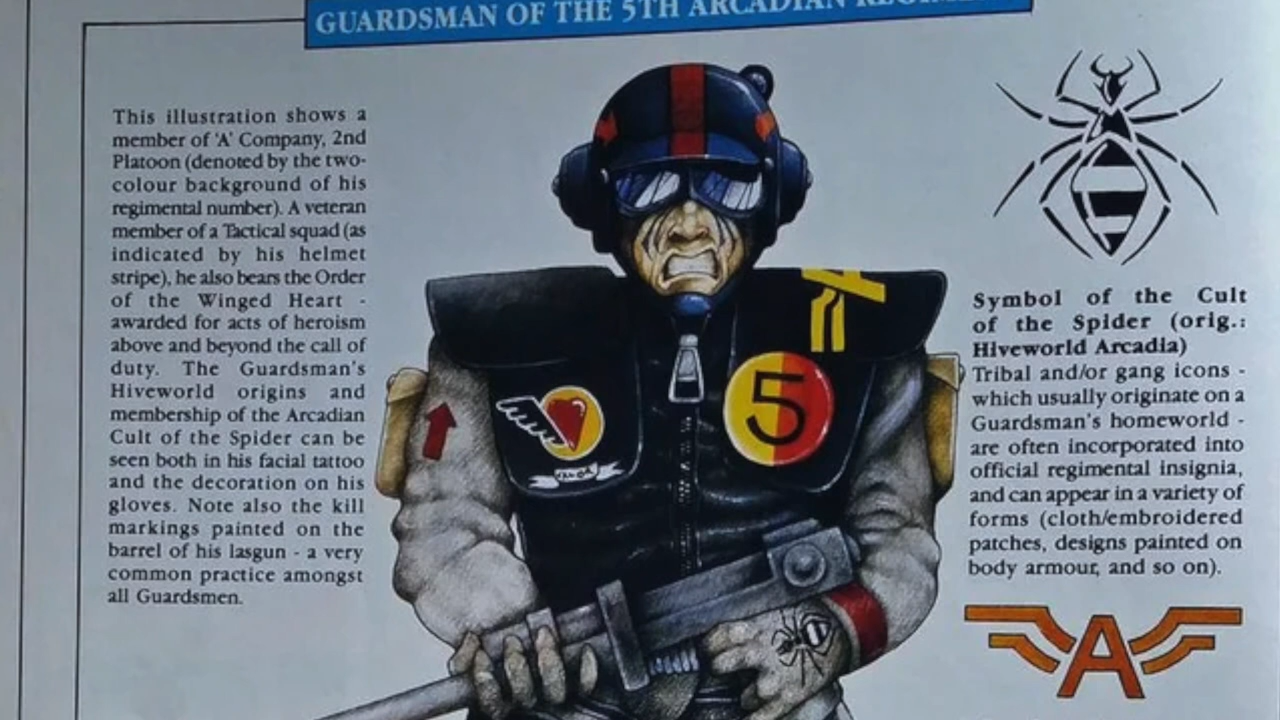 GUARDSMAN OF THE 5TH ARCADIAN
This illustration shows a
member of 'A' Company, 2nd
Platoon (denoted by the two-
colour background of his
regimental number). A veteran
member of a Tactical squad (as
indicated by his helmet
stripe), he also bears the Order
of the Winged Heart -
awarded for acts of heroism
above and beyond the call of
duty. The Guardsman's
Hiveworld origins and
membership of the Arcadian
Cult of the Spider can be
seen both in his facial tattoo
and the decoration on his
gloves. Note also the kill
markings painted on the
barrel of his lasgun - a very
common practice amongst
all Guardsmen.
5
Symbol of the Cult
of the Spider (orig.:
Hiveworld Arcadia)
Tribal and/or gang icons -
which usually originate on a
Guardsman's homeworld -
are often incorporated into
official regimental insignia,
and can appear in a variety of
forms (cloth/embroidered
patches, designs painted on
body armour, and so on).
A